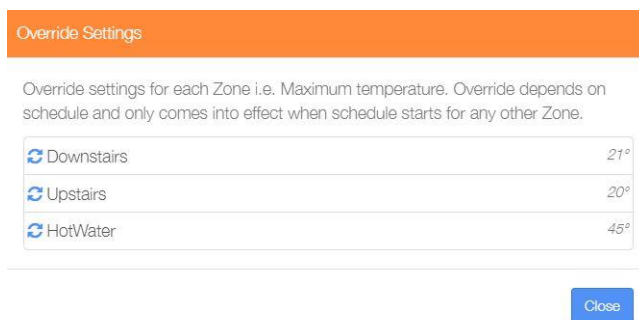 Override Settings
Override settings for each Zone i.e. Maximum temperature. Override depends on
schedule and only comes into effect when schedule starts for any other Zone.
Downstairs 21°
Upstairs 20°
HotWater 45°
Close